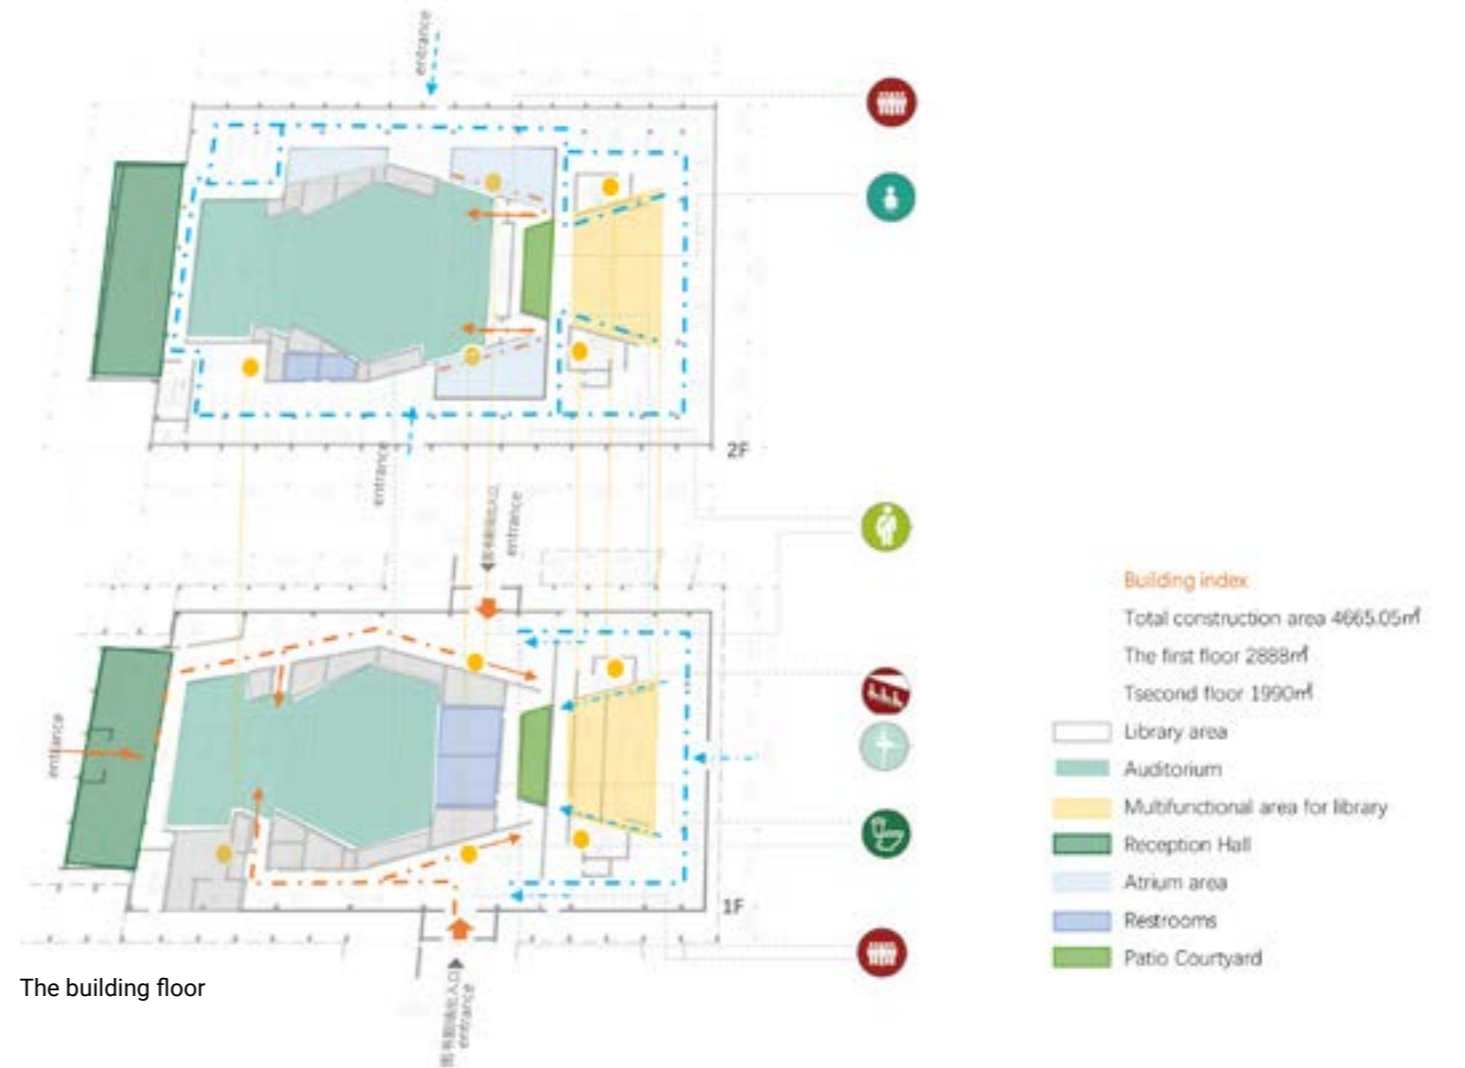 entrance
2F
entrance
entrance
entrance
1F
entrance
The building floor
Building index
Total construction area 4665.05㎡
The first floor 2888㎡
Tsecond floor 1990㎡
Library area
Auditorium
Multifunctional area for library
Reception Hall
Atrium area
Restrooms
Patio Courtyard